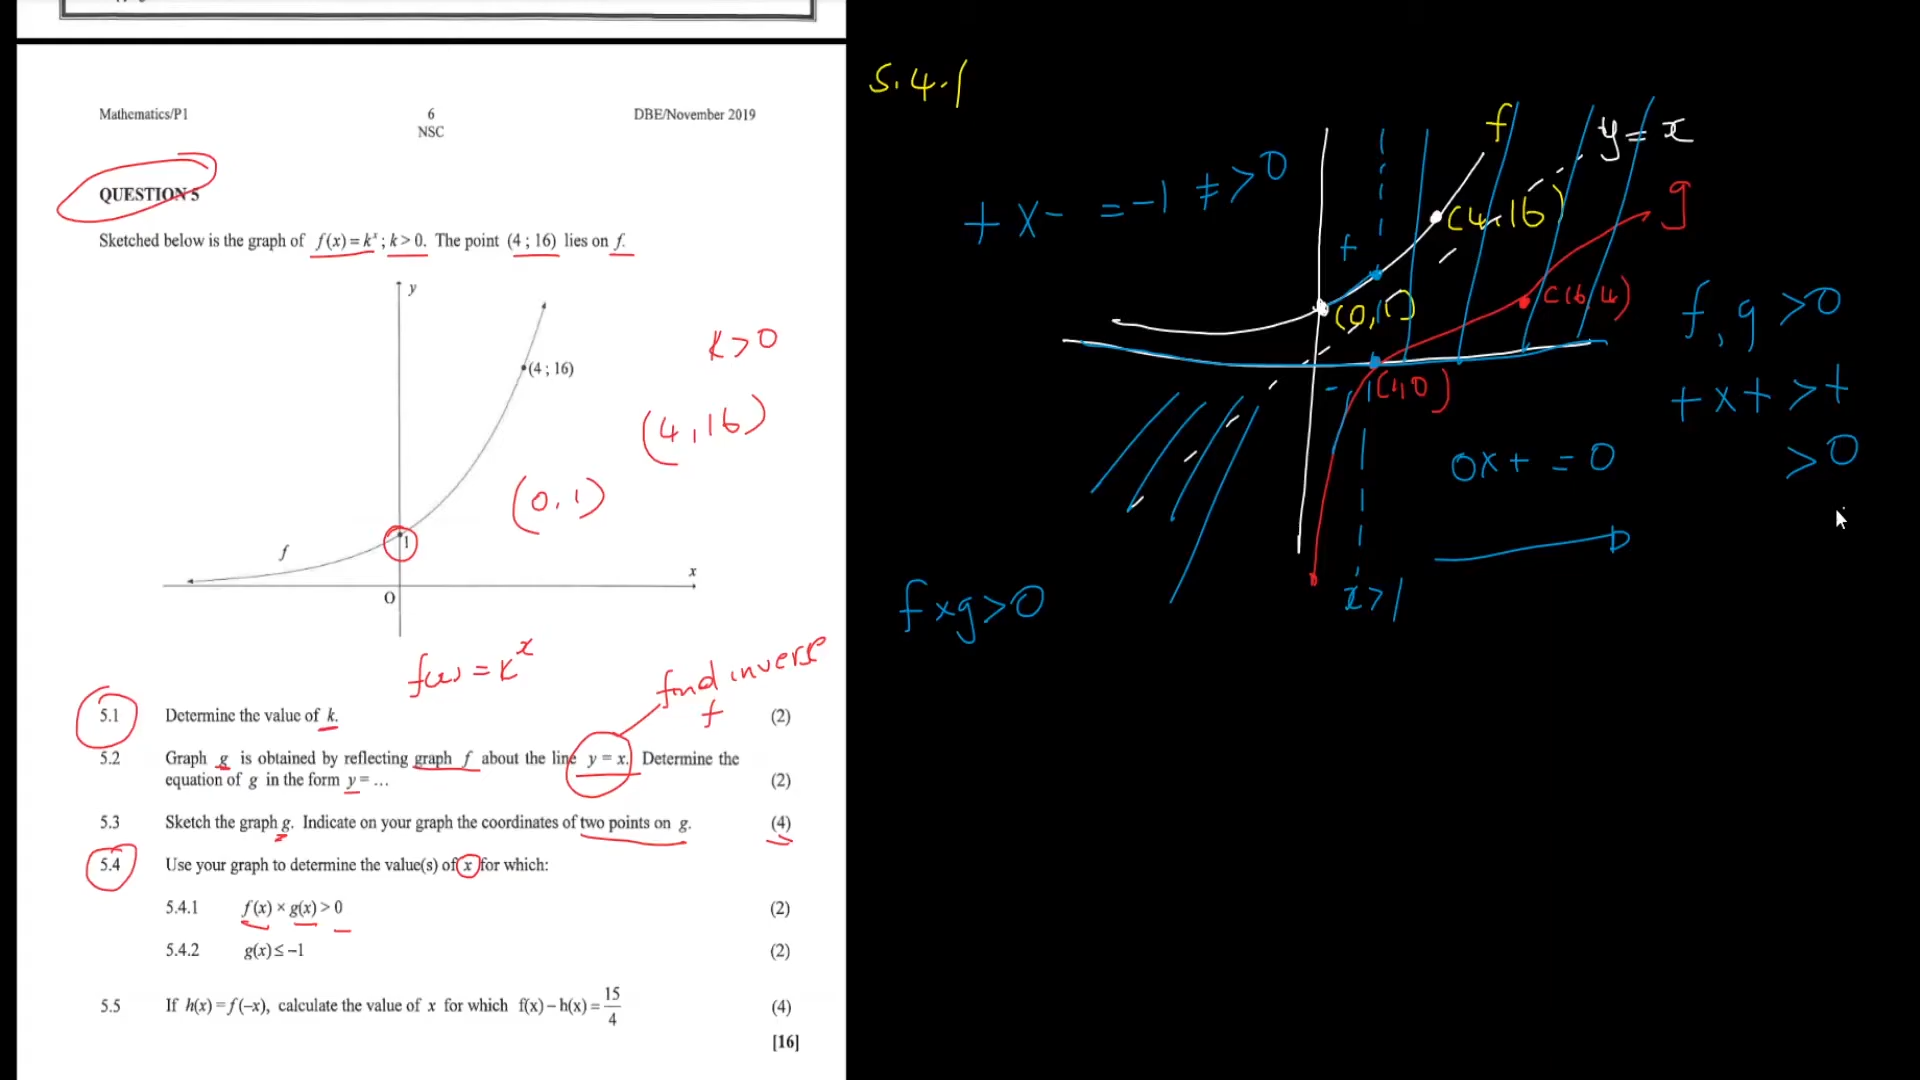 Mathematics/P1 6 DBE/November 2019
NSC
QUESTION 5
Sketched below is the graph of f(x) = kˣ ; k > 0. The point (4 ; 16) lies on f.
y
(4 ; 16)
1
f
x
O
k>0
(4,16)
(0,1)
f(x) = kˣ
find inverse
f
5.1 Determine the value of k. (2)
5.2 Graph g is obtained by reflecting graph f about the line y = x. Determine the
equation of g in the form y = ... (2)
5.3 Sketch the graph g. Indicate on your graph the coordinates of two points on g. (4)
5.4 Use your graph to determine the value(s) of x for which:
5.4.1 f(x) × g(x) > 0 (2)
5.4.2 g(x) ≤ −1 (2)
5.5 If h(x) = f(−x), calculate the value of x for which f(x) − h(x) = 15/4 (4)
[16]
5.4.1
+ x - = -1 ≠ >0
f
y = x
g
(4,16)
+
(0,1)
(16,4)
-
(1,0)
f, g >0
+ x + > +
>0
0x+ = 0
x>1
f x g >0